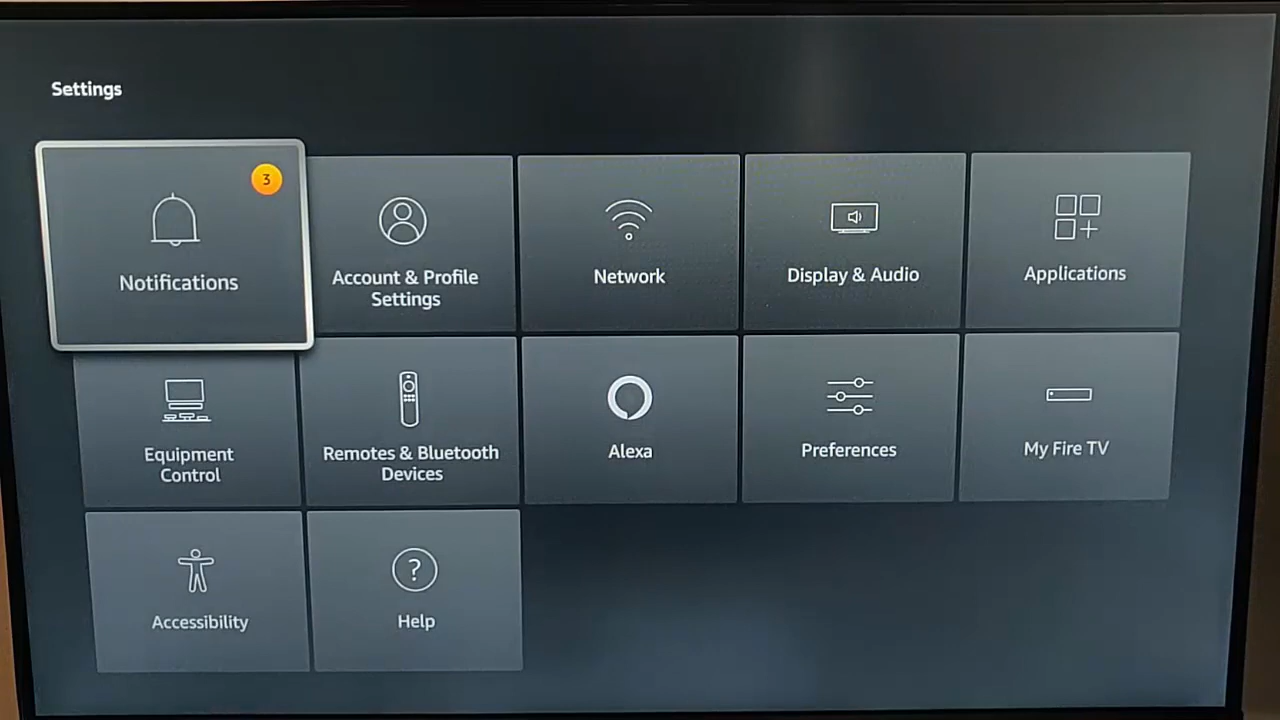 Settings
3
Notifications
Account & Profile
Settings
Network
Display & Audio
Applications
Equipment
Control
Remotes & Bluetooth
Devices
Alexa
Preferences
My Fire TV
Accessibility
?
Help